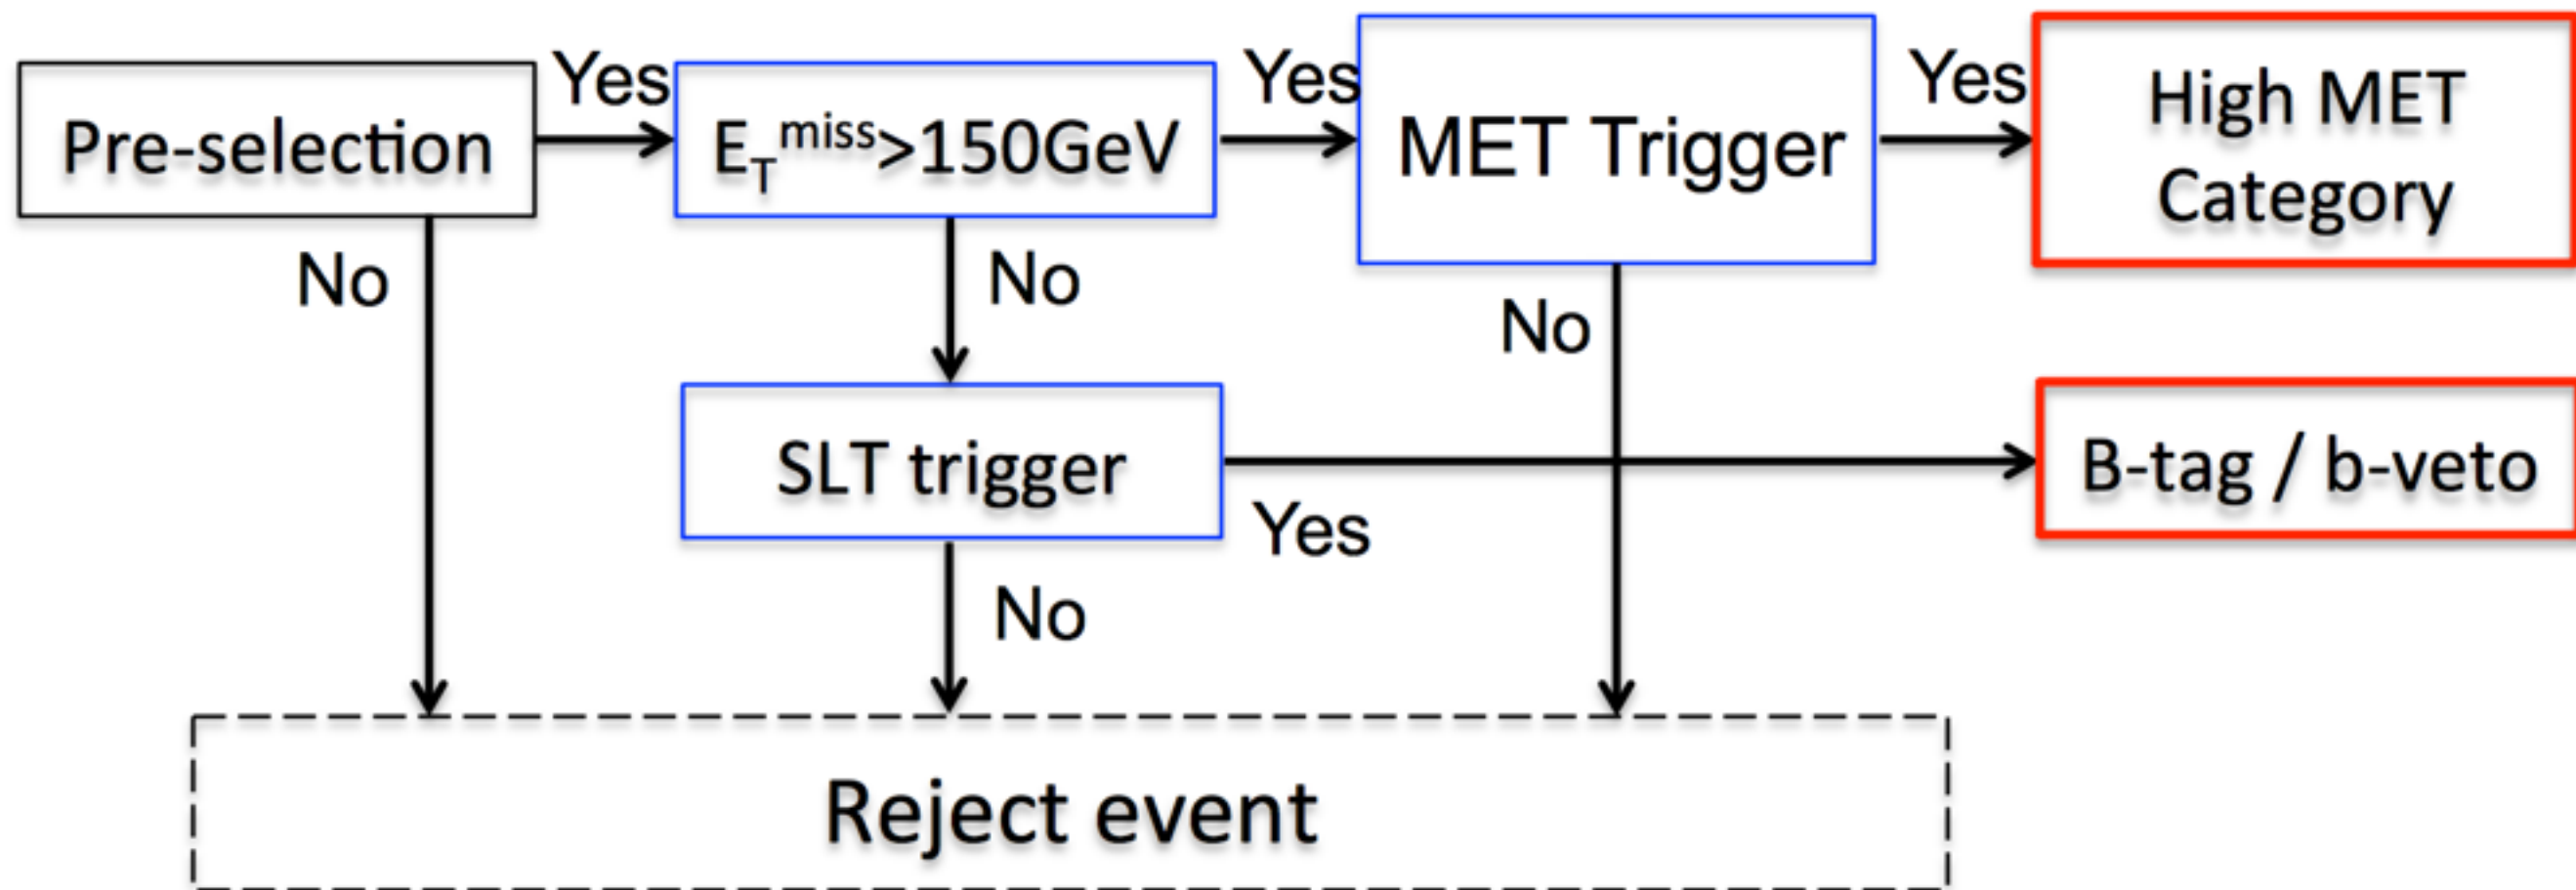 Yes
Yes
Yes
Pre-selection
E_T^miss>150GeV
MET Trigger
High MET
Category
No
No
No
SLT trigger
Yes
B-tag / b-veto
No
Reject event